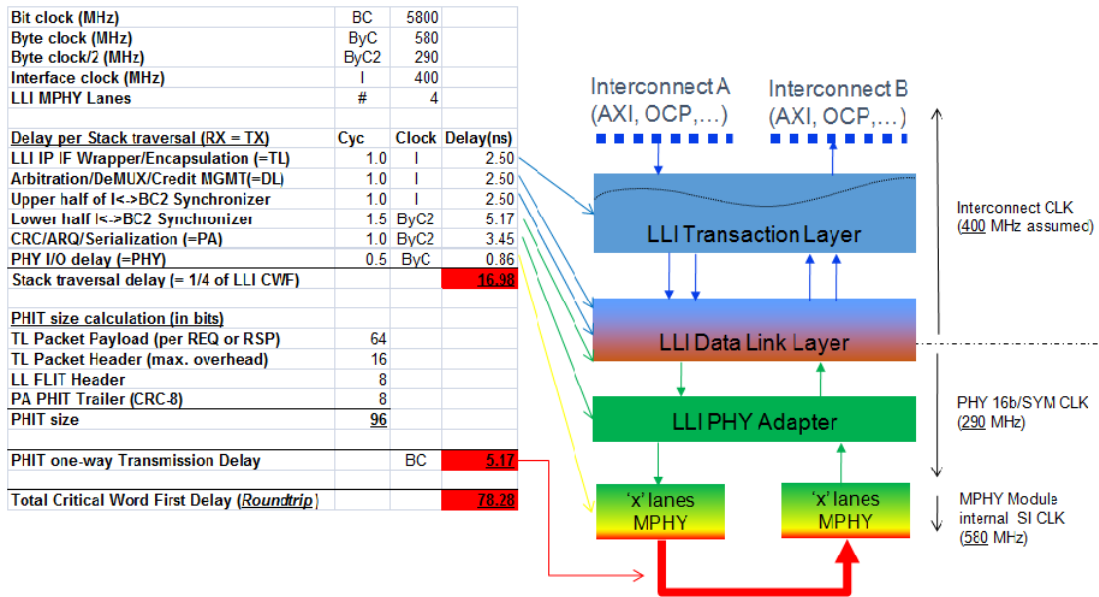 Bit clock (MHz) BC 5800
Byte clock (MHz) ByC 580
Byte clock/2 (MHz) ByC2 290
Interface clock (MHz) I 400
LLI MPHY Lanes # 4
Delay per Stack traversal (RX = TX) Cyc Clock Delay(ns)
LLI IP IF Wrapper/Encapsulation (=TL) 1.0 I 2.50
Arbitration/DeMUX/Credit MGMT(=DL) 1.0 I 2.50
Upper half of I<->BC2 Synchronizer 1.0 I 2.50
Lower half I<->BC2 Synchronizer 1.5 ByC2 5.17
CRC/ARQ/Serialization (=PA) 1.0 ByC2 3.45
PHY I/O delay (=PHY) 0.5 ByC 0.86
Stack traversal delay (= 1/4 of LLI CWF) 16.98
PHIT size calculation (in bits)
TL Packet Payload (per REQ or RSP) 64
TL Packet Header (max. overhead) 16
LL FLIT Header 8
PA PHIT Trailer (CRC-8) 8
PHIT size 96
PHIT one-way Transmission Delay BC 5.17
Total Critical Word First Delay (Roundtrip) 78.28
Interconnect A
(AXI, OCP,...)
Interconnect B
(AXI, OCP,...)
LLI Transaction Layer
LLI Data Link Layer
LLI PHY Adapter
'x' lanes
MPHY
'x' lanes
MPHY
Interconnect CLK
(400 MHz assumed)
PHY 16b/SYM CLK
(290 MHz)
MPHY Module
internal SI CLK
(580 MHz)